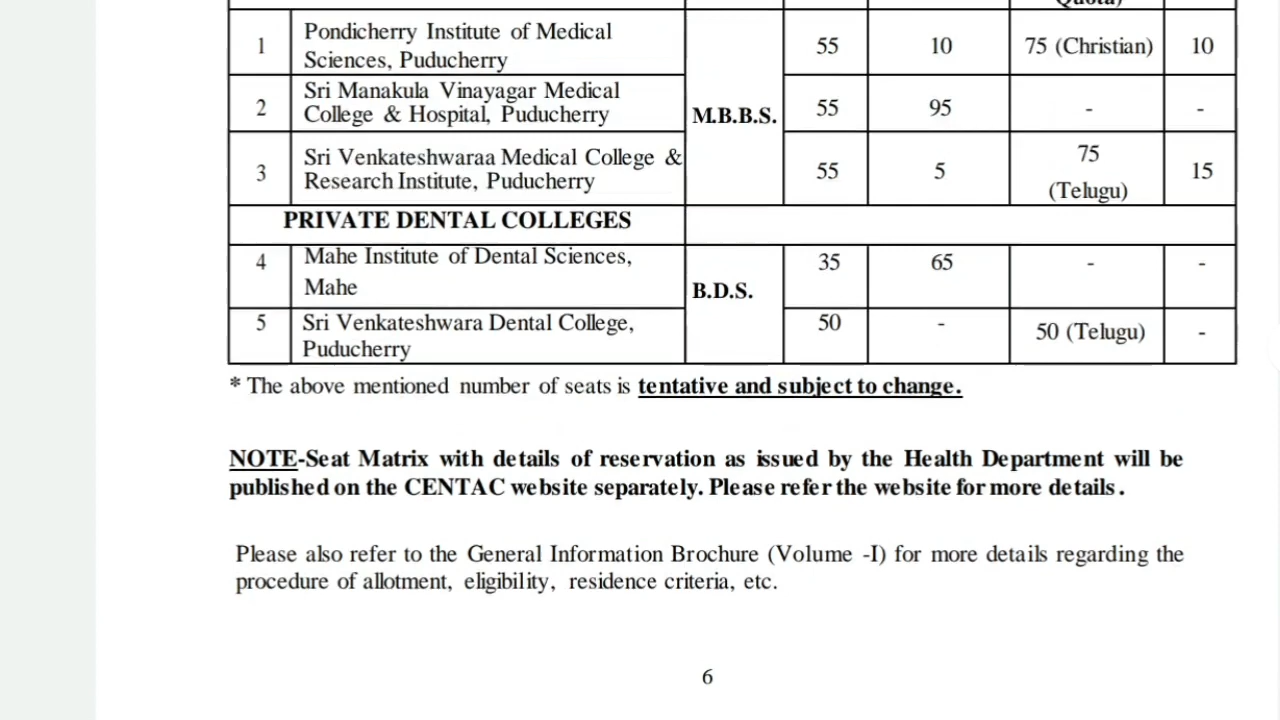 Quota)
1 Pondicherry Institute of Medical Sciences, Puducherry M.B.B.S. 55 10 75 (Christian) 10
2 Sri Manakula Vinayagar Medical College & Hospital, Puducherry 55 95 - -
3 Sri Venkateshwaraa Medical College & Research Institute, Puducherry 55 5 75 (Telugu) 15
PRIVATE DENTAL COLLEGES
4 Mahe Institute of Dental Sciences, Mahe B.D.S. 35 65 - -
5 Sri Venkateshwara Dental College, Puducherry 50 - 50 (Telugu) -
* The above mentioned number of seats is tentative and subject to change.
NOTE-Seat Matrix with details of reservation as issued by the Health Department will be
published on the CENTAC website separately. Please refer the website for more details.
Please also refer to the General Information Brochure (Volume -I) for more details regarding the
procedure of allotment, eligibility, residence criteria, etc.
6